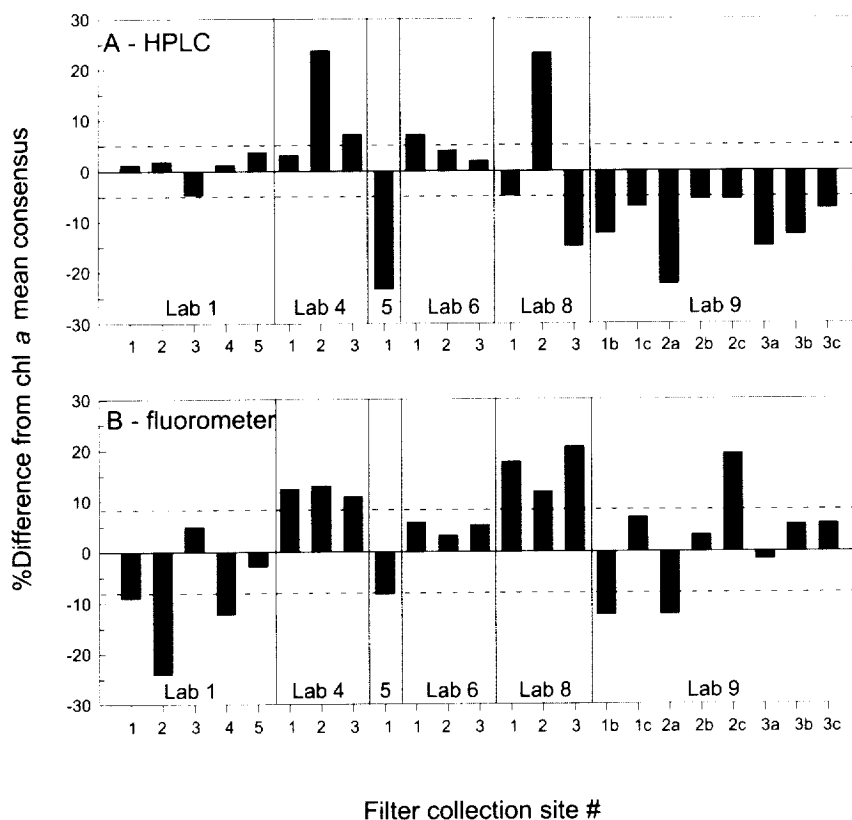 %Difference from chl a mean consensus
30
20
10
0
-10
-20
-30
A - HPLC
Lab 1 Lab 4 5 Lab 6 Lab 8 Lab 9
1 2 3 4 5 1 2 3 1 1 2 3 1 2 3 1b 1c 2a 2b 2c 3a 3b 3c
30
20
10
0
-10
-20
-30
B - fluorometer
Lab 1 Lab 4 5 Lab 6 Lab 8 Lab 9
1 2 3 4 5 1 2 3 1 1 2 3 1 2 3 1b 1c 2a 2b 2c 3a 3b 3c
Filter collection site #